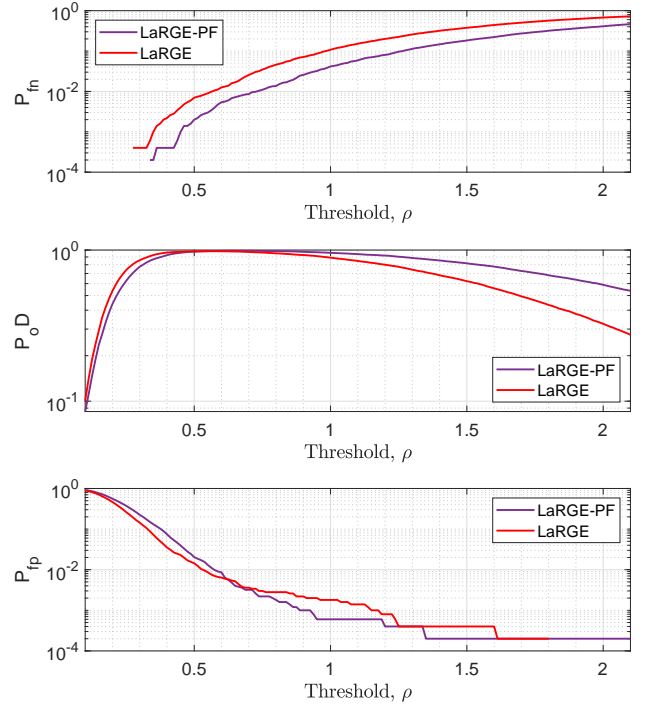 10^0
10^-2
10^-4
P_fn
LaRGE-PF
LaRGE
0.5 1 1.5 2
Threshold, ρ
10^0
10^-1
P_oD
LaRGE-PF
LaRGE
0.5 1 1.5 2
Threshold, ρ
10^0
10^-2
10^-4
P_fp
LaRGE-PF
LaRGE
0.5 1 1.5 2
Threshold, ρ